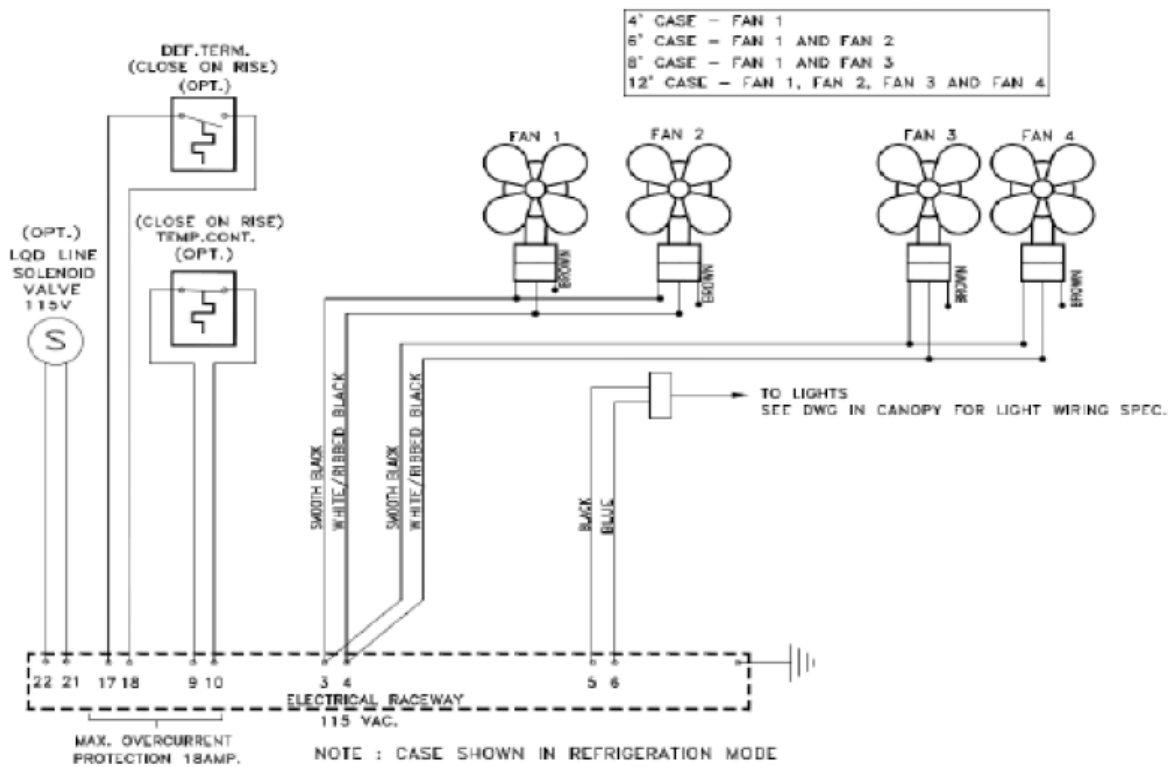 4' CASE - FAN 1
6' CASE - FAN 1 AND FAN 2
8' CASE - FAN 1 AND FAN 3
12' CASE - FAN 1, FAN 2, FAN 3 AND FAN 4
DEF.TERM.
(CLOSE ON RISE)
(OPT.)
FAN 1
FAN 2
FAN 3
FAN 4
(CLOSE ON RISE)
TEMP.CONT.
(OPT.)
(OPT.)
LQD LINE
SOLENOID
VALVE
115V
S
BROWN
BROWN
BROWN
BROWN
TO LIGHTS
SEE DWG IN CANOPY FOR LIGHT WIRING SPEC.
SMOOTH BLACK
WHITE/RIBBED BLACK
SMOOTH BLACK
WHITE/RIBBED BLACK
BLACK
BLUE
22 21 17 18 9 10 3 4 5 6
ELECTRICAL RACEWAY
115 VAC.
MAX. OVERCURRENT
PROTECTION 18AMP.
NOTE : CASE SHOWN IN REFRIGERATION MODE